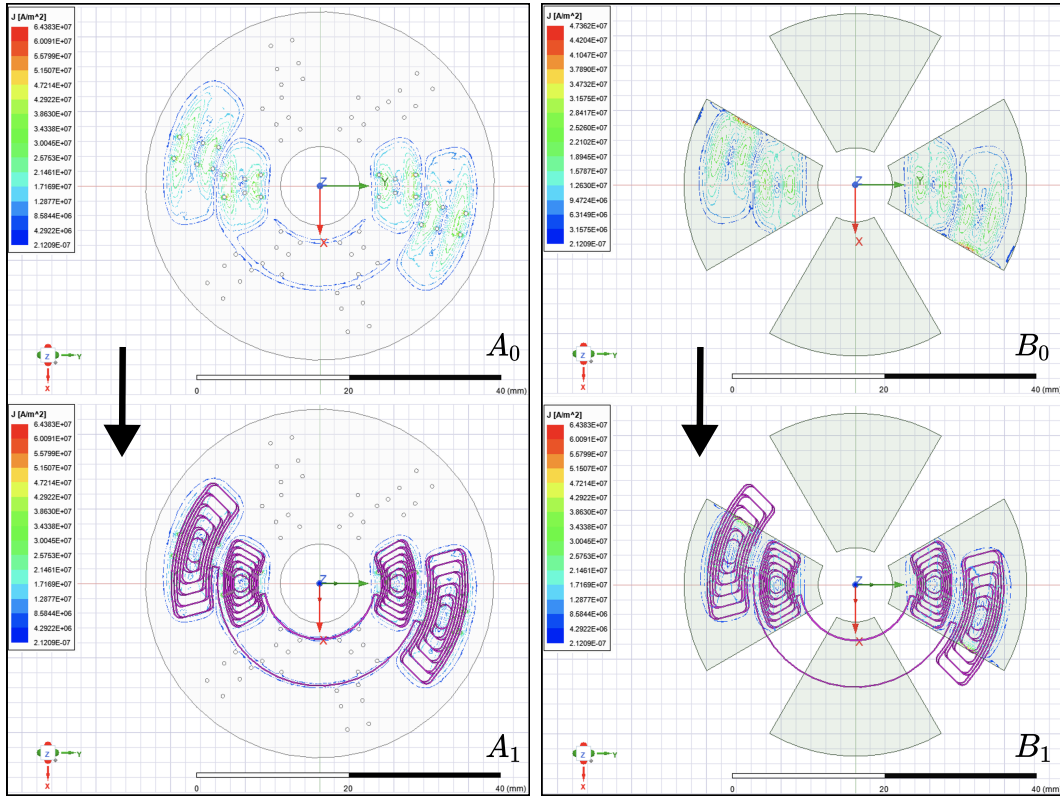 J [A/m^2]
6.4383E+07
6.0091E+07
5.5799E+07
5.1507E+07
4.7214E+07
4.2922E+07
3.8630E+07
3.4338E+07
3.0045E+07
2.5753E+07
2.1461E+07
1.7169E+07
1.2877E+07
8.5844E+06
4.2922E+06
2.1209E-07
Z
Y
X
Z
Y
X
A0
0
20
40 (mm)
J [A/m^2]
4.7362E+07
4.4204E+07
4.1047E+07
3.7890E+07
3.4732E+07
3.1575E+07
2.8417E+07
2.5260E+07
2.2102E+07
1.8945E+07
1.5787E+07
1.2630E+07
9.4724E+06
6.3149E+06
3.1575E+06
2.1209E-07
Z
Y
X
Z
Y
X
B0
0
20
40 (mm)
J [A/m^2]
6.4383E+07
6.0091E+07
5.5799E+07
5.1507E+07
4.7214E+07
4.2922E+07
3.8630E+07
3.4338E+07
3.0045E+07
2.5753E+07
2.1461E+07
1.7169E+07
1.2877E+07
8.5844E+06
4.2922E+06
2.1209E-07
Z
X
Z
Y
X
A1
0
20
40 (mm)
J [A/m^2]
6.4383E+07
6.0091E+07
5.5799E+07
5.1507E+07
4.7214E+07
4.2922E+07
3.8630E+07
3.4338E+07
3.0045E+07
2.5753E+07
2.1461E+07
1.7169E+07
1.2877E+07
8.5844E+06
4.2922E+06
2.1209E-07
Z
X
Z
Y
X
B1
0
20
40 (mm)